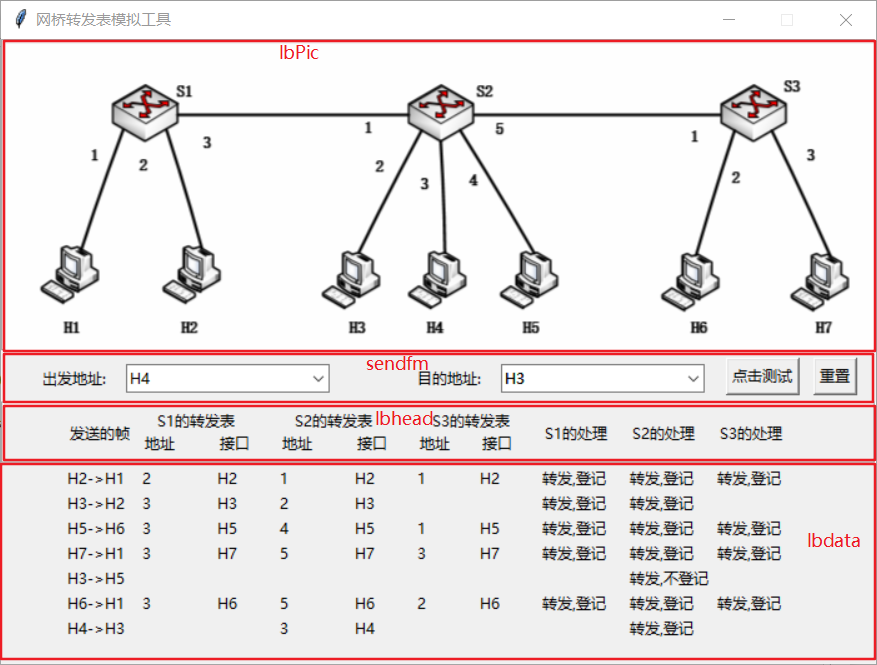 网桥转发表模拟工具
lbPic
S1
S2
S3
1
2
3
1
2
3
4
5
1
2
3
H1
H2
H3
H4
H5
H6
H7
sendfm
出发地址: H4 目的地址: H3 点击测试 重置
lbhead
发送的帧 S1的转发表 S2的转发表 S3的转发表 S1的处理 S2的处理 S3的处理
地址 接口 地址 接口 地址 接口
H2->H1 2 H2 1 H2 1 H2 转发,登记 转发,登记 转发,登记
H3->H2 3 H3 2 H3 转发,登记 转发,登记
H5->H6 3 H5 4 H5 1 H5 转发,登记 转发,登记 转发,登记
H7->H1 3 H7 5 H7 3 H7 转发,登记 转发,登记 转发,登记
H3->H5 转发,不登记
H6->H1 3 H6 5 H6 2 H6 转发,登记 转发,登记 转发,登记
H4->H3 3 H4 转发,登记
lbdata